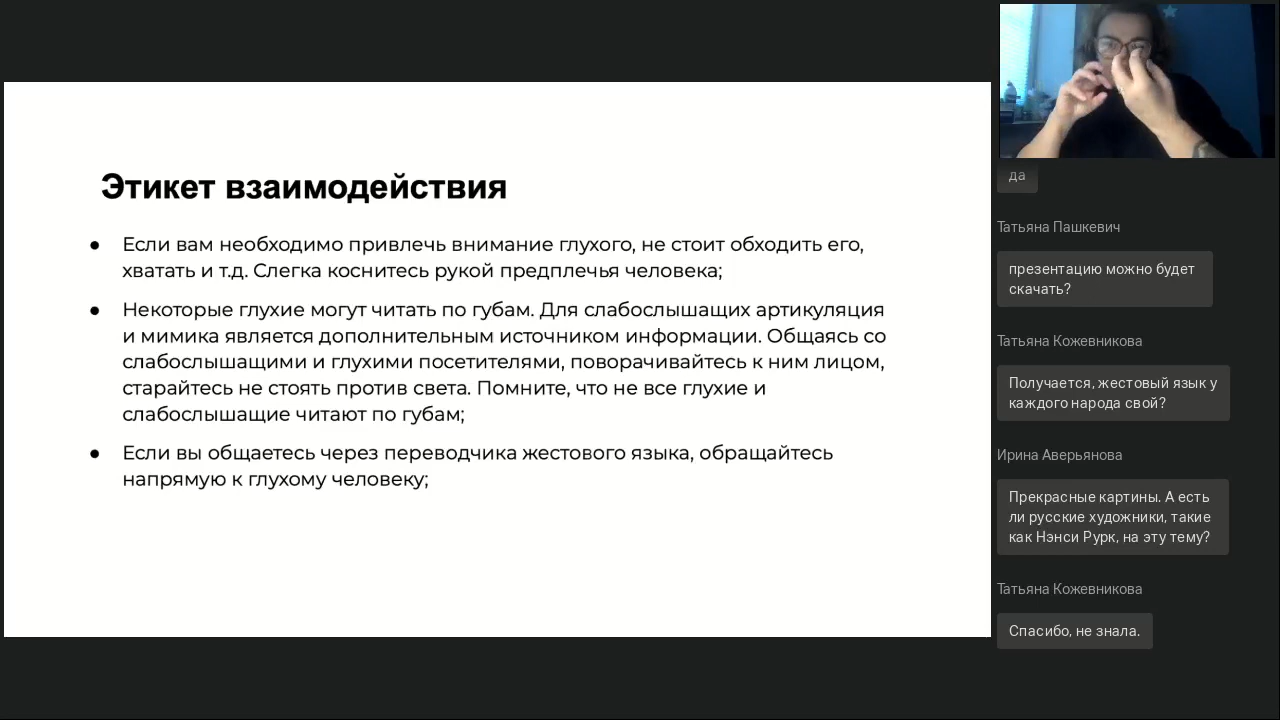 Этикет взаимодействия
● Если вам необходимо привлечь внимание глухого, не стоит обходить его,
хватать и т.д. Слегка коснитесь рукой предплечья человека;
● Некоторые глухие могут читать по губам. Для слабослышащих артикуляция
и мимика является дополнительным источником информации. Общаясь со
слабослышащими и глухими посетителями, поворачивайтесь к ним лицом,
старайтесь не стоять против света. Помните, что не все глухие и
слабослышащие читают по губам;
● Если вы общаетесь через переводчика жестового языка, обращайтесь
напрямую к глухому человеку;
да
Татьяна Пашкевич
презентацию можно будет
скачать?
Татьяна Кожевникова
Получается, жестовый язык у
каждого народа свой?
Ирина Аверьянова
Прекрасные картины. А есть
ли русские художники, такие
как Нэнси Рурк, на эту тему?
Татьяна Кожевникова
Спасибо, не знала.